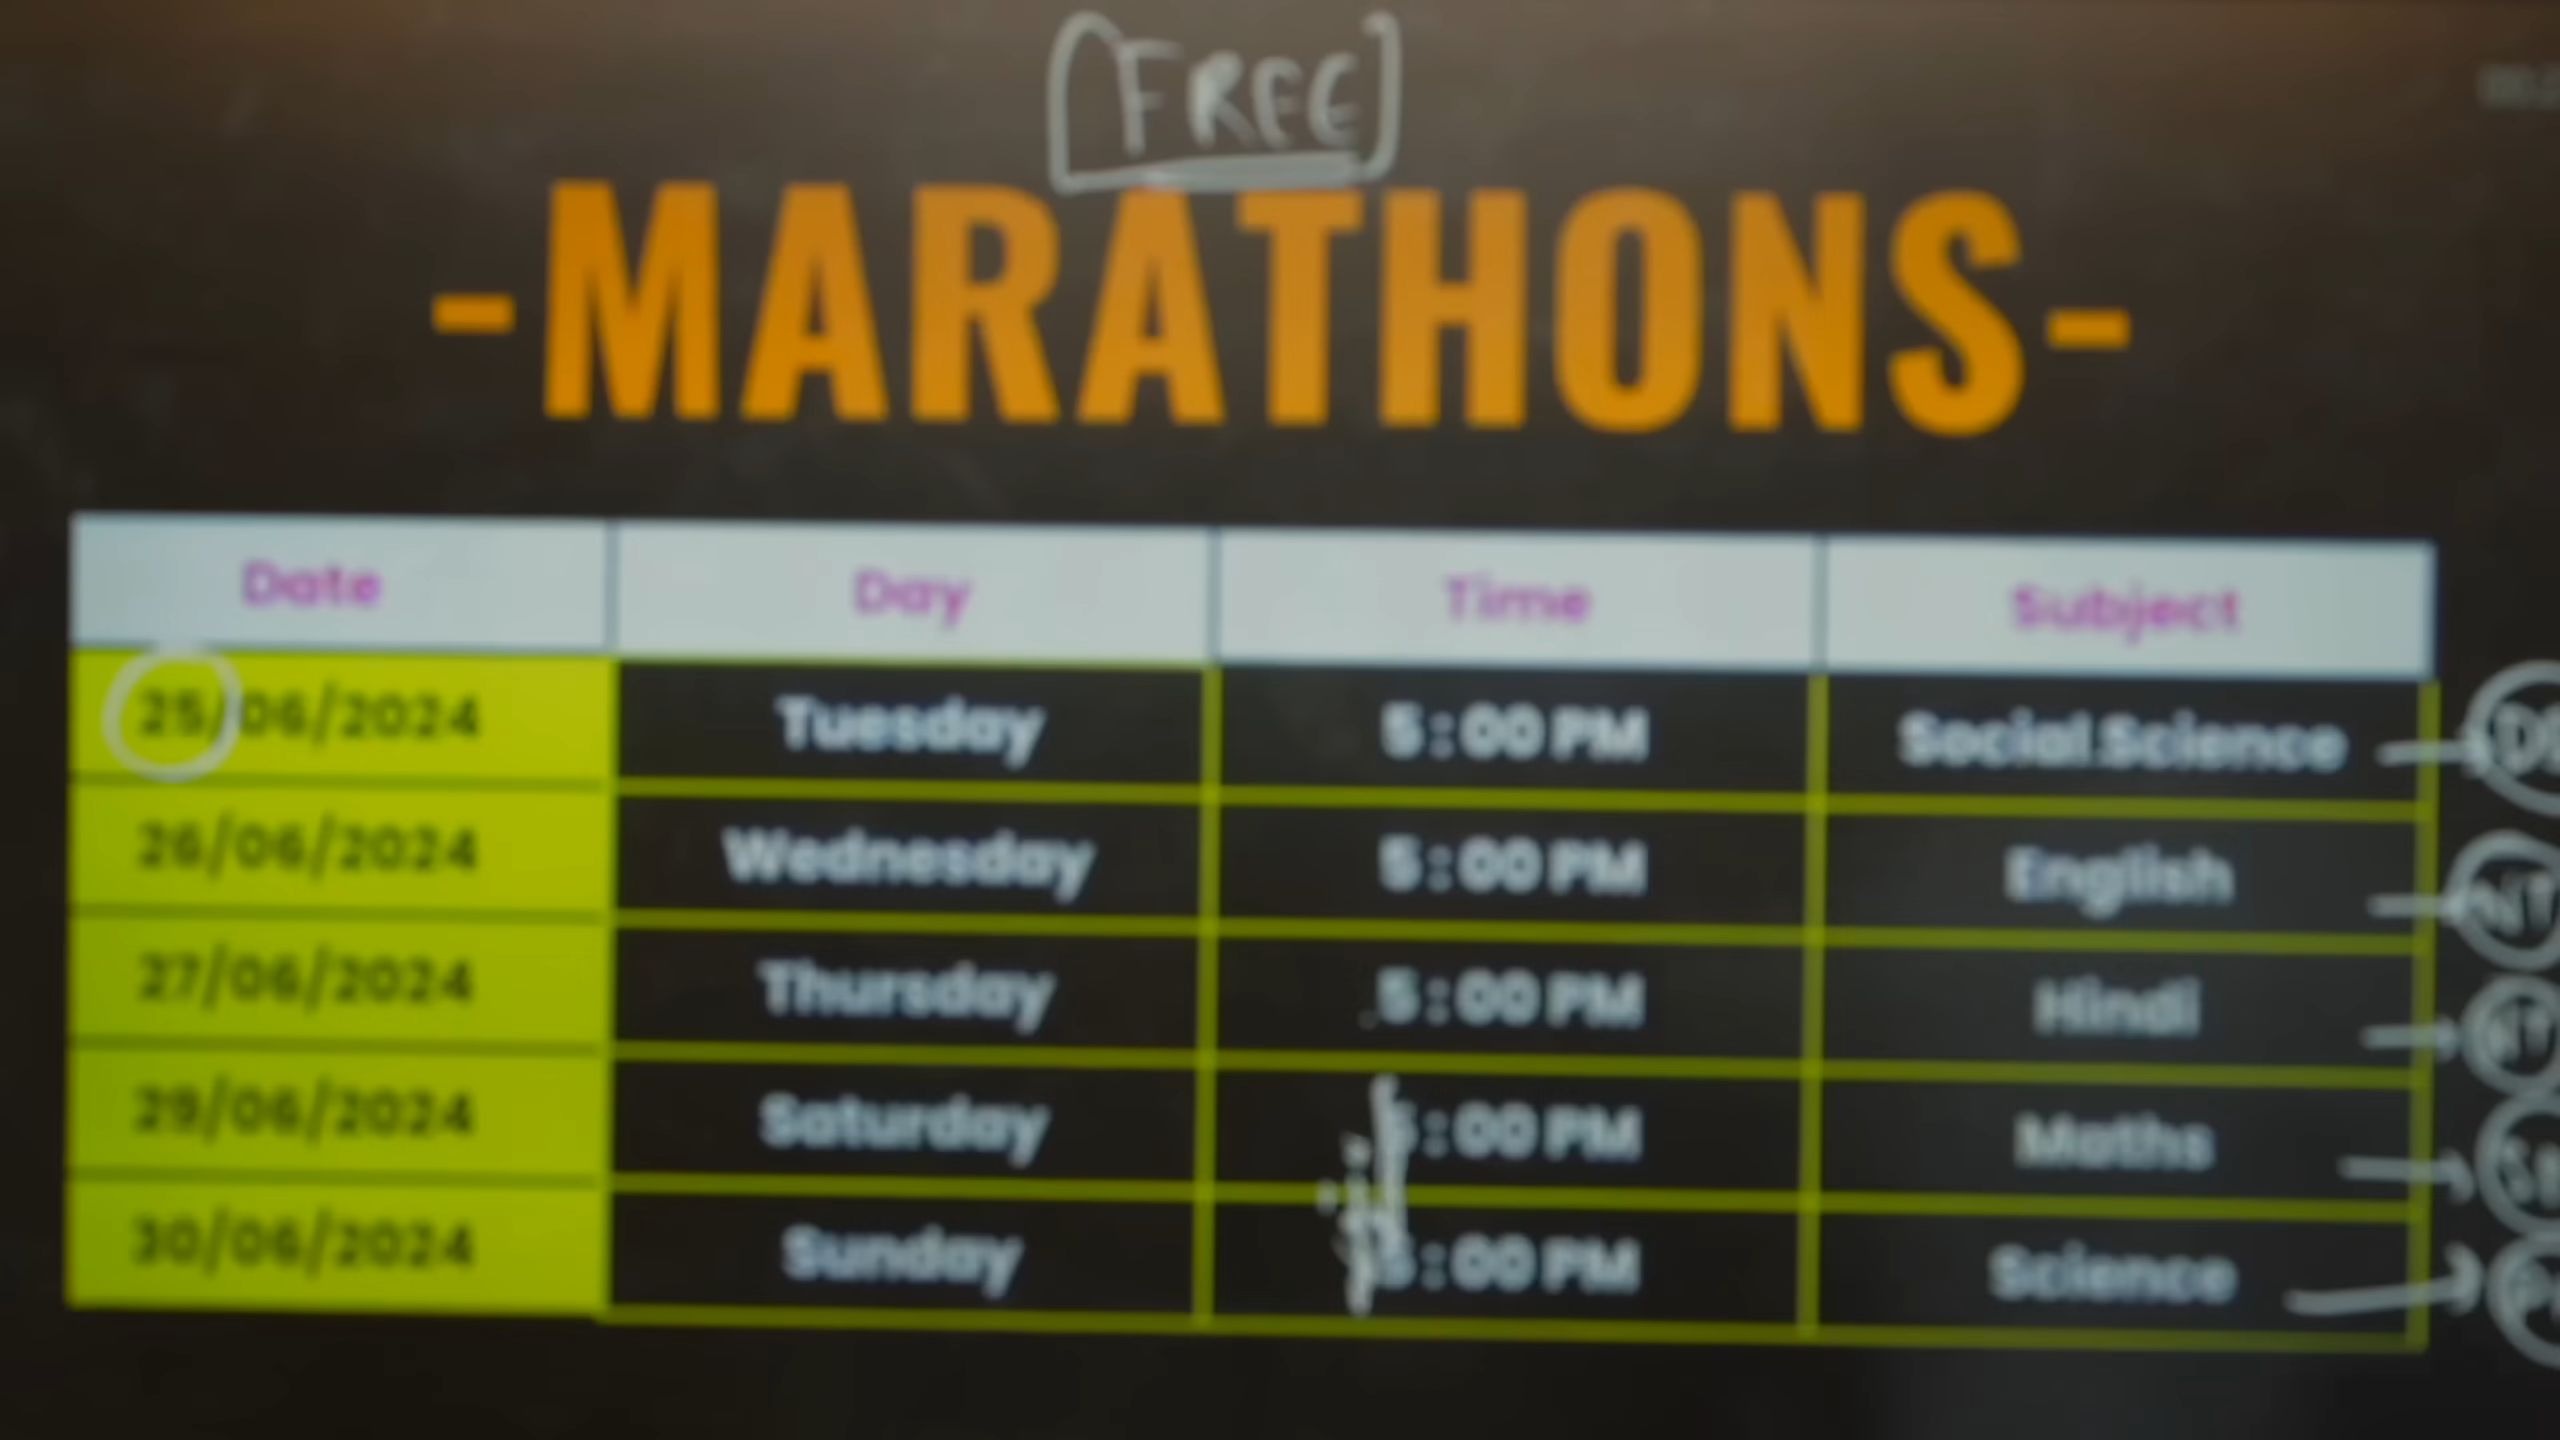 [FREE]
-MARATHONS-
Date Day Time Subject
25/06/2024 Tuesday 5:00 PM Social.Science
26/06/2024 Wednesday 5:00 PM English
27/06/2024 Thursday 5:00 PM Hindi
29/06/2024 Saturday 5:00 PM Maths
30/06/2024 Sunday 5:00 PM Science